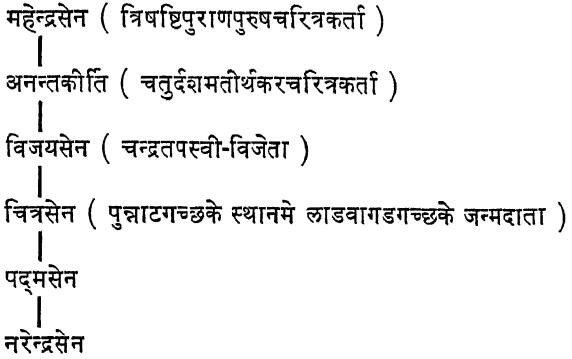 महेन्द्रसेन ( त्रिषष्टिपुराणपुरुषचरित्रकर्ता )
अनन्तकीर्ति ( चतुर्दशमतीर्थकरचरित्रकर्ता )
विजयसेन ( चन्द्रतपस्वी-विजेता )
चित्रसेन ( पुन्नाटगच्छके स्थानमे लाडवागडगच्छके जन्मदाता )
पद्मसेन
नरेन्द्रसेन